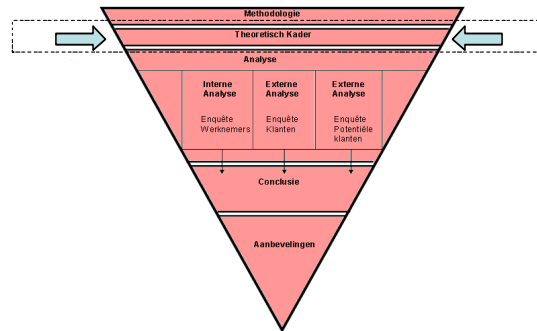 Methodologie
Theoretisch Kader
Analyse
Interne Analyse
Enquête Werknemers
Externe Analyse
Enquête Klanten
Externe Analyse
Enquête Potentiële klanten
Conclusie
Aanbevelingen